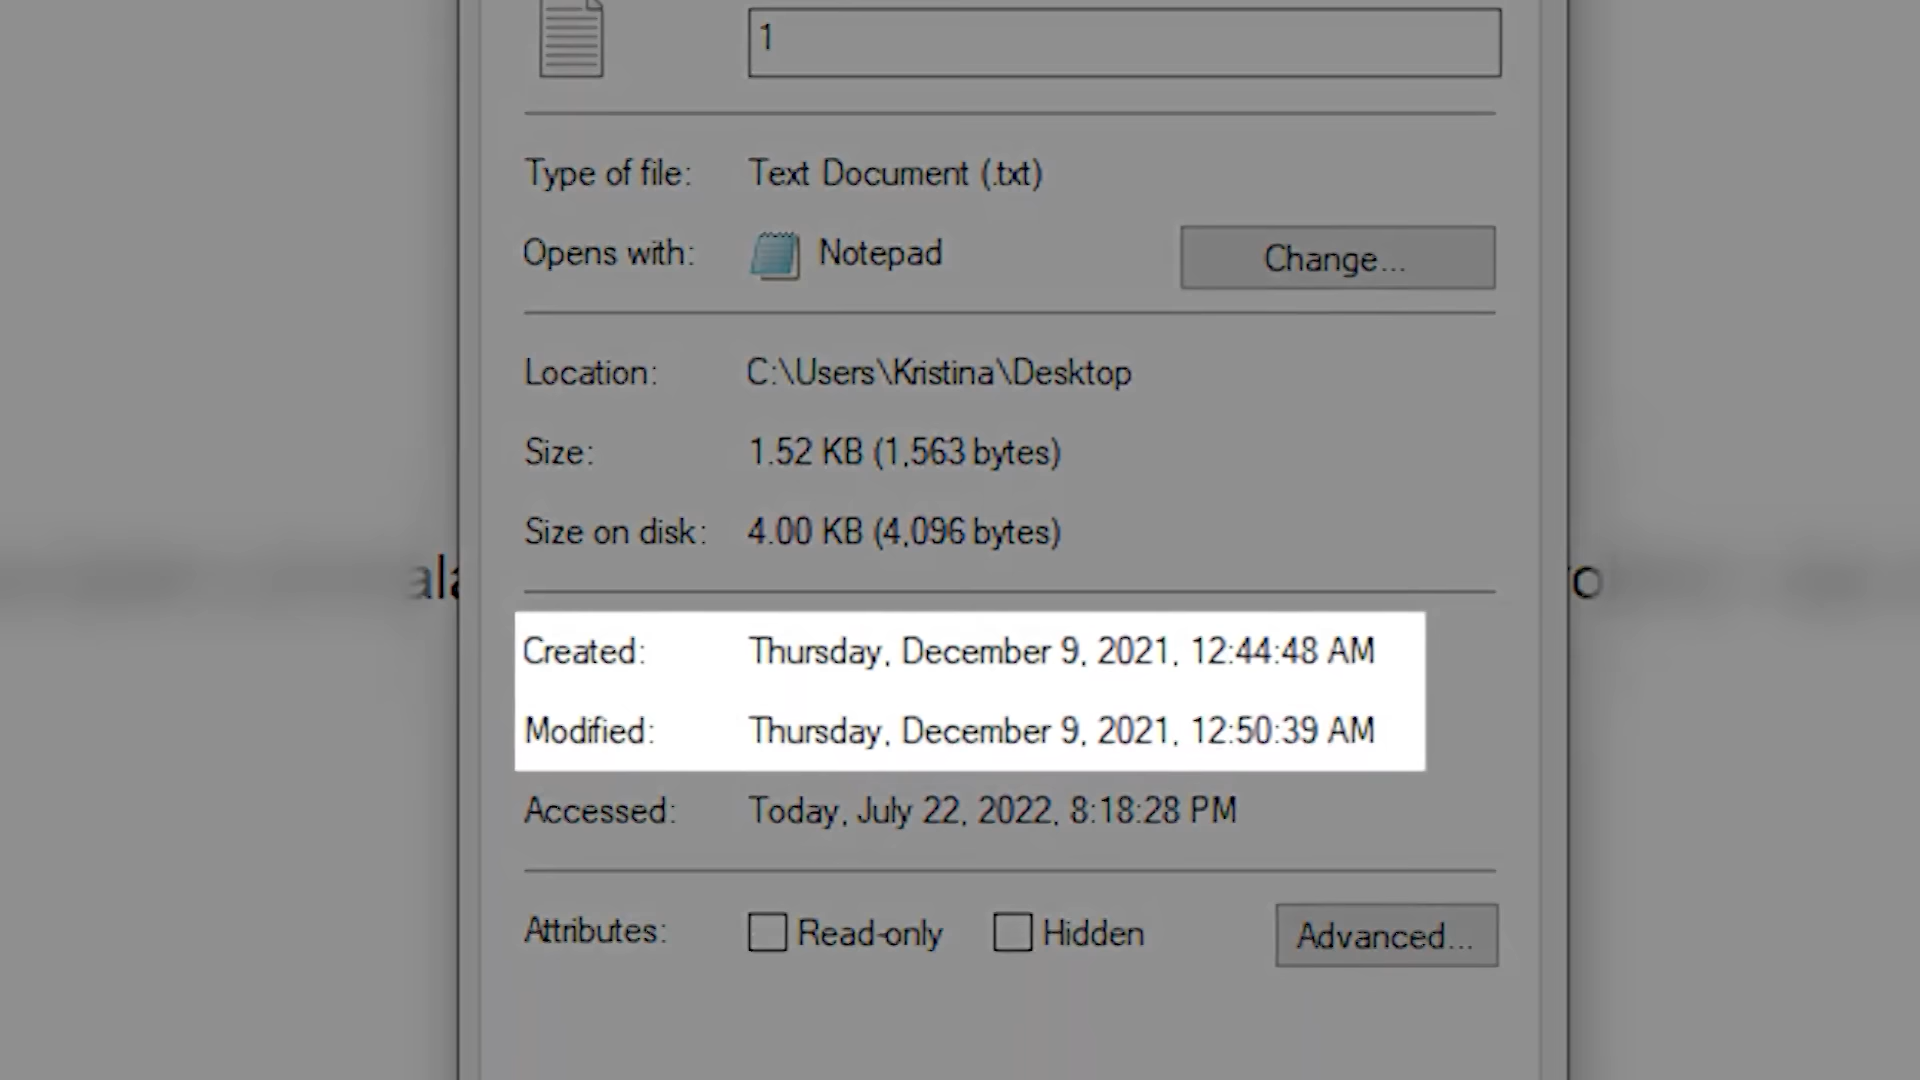 1
Type of file: Text Document (.txt)
Opens with: Notepad Change...
Location: C:\Users\Kristina\Desktop
Size: 1.52 KB (1,563 bytes)
Size on disk: 4.00 KB (4,096 bytes)
Created: Thursday, December 9, 2021, 12:44:48 AM
Modified: Thursday, December 9, 2021, 12:50:39 AM
Accessed: Today, July 22, 2022, 8:18:28 PM
Attributes: Read-only Hidden Advanced...